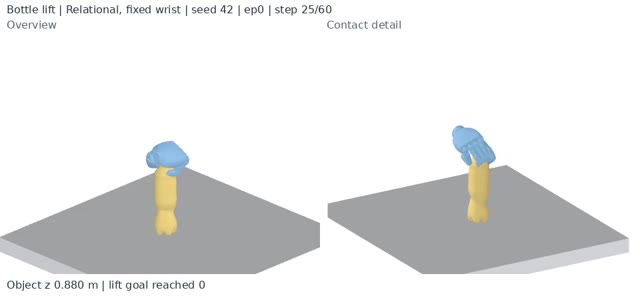 Bottle lift | Relational, fixed wrist | seed 42 | ep0 | step 25/60
Overview
Contact detail
Object z 0.880 m | lift goal reached 0